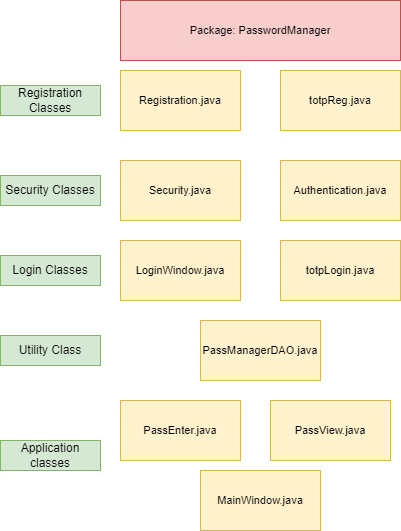 Package: PasswordManager
Registration
Classes
Registration.java
totpReg.java
Security Classes
Security.java
Authentication.java
Login Classes
LoginWindow.java
totpLogin.java
Utility Class
PassManagerDAO.java
PassEnter.java
PassView.java
Application
classes
MainWindow.java